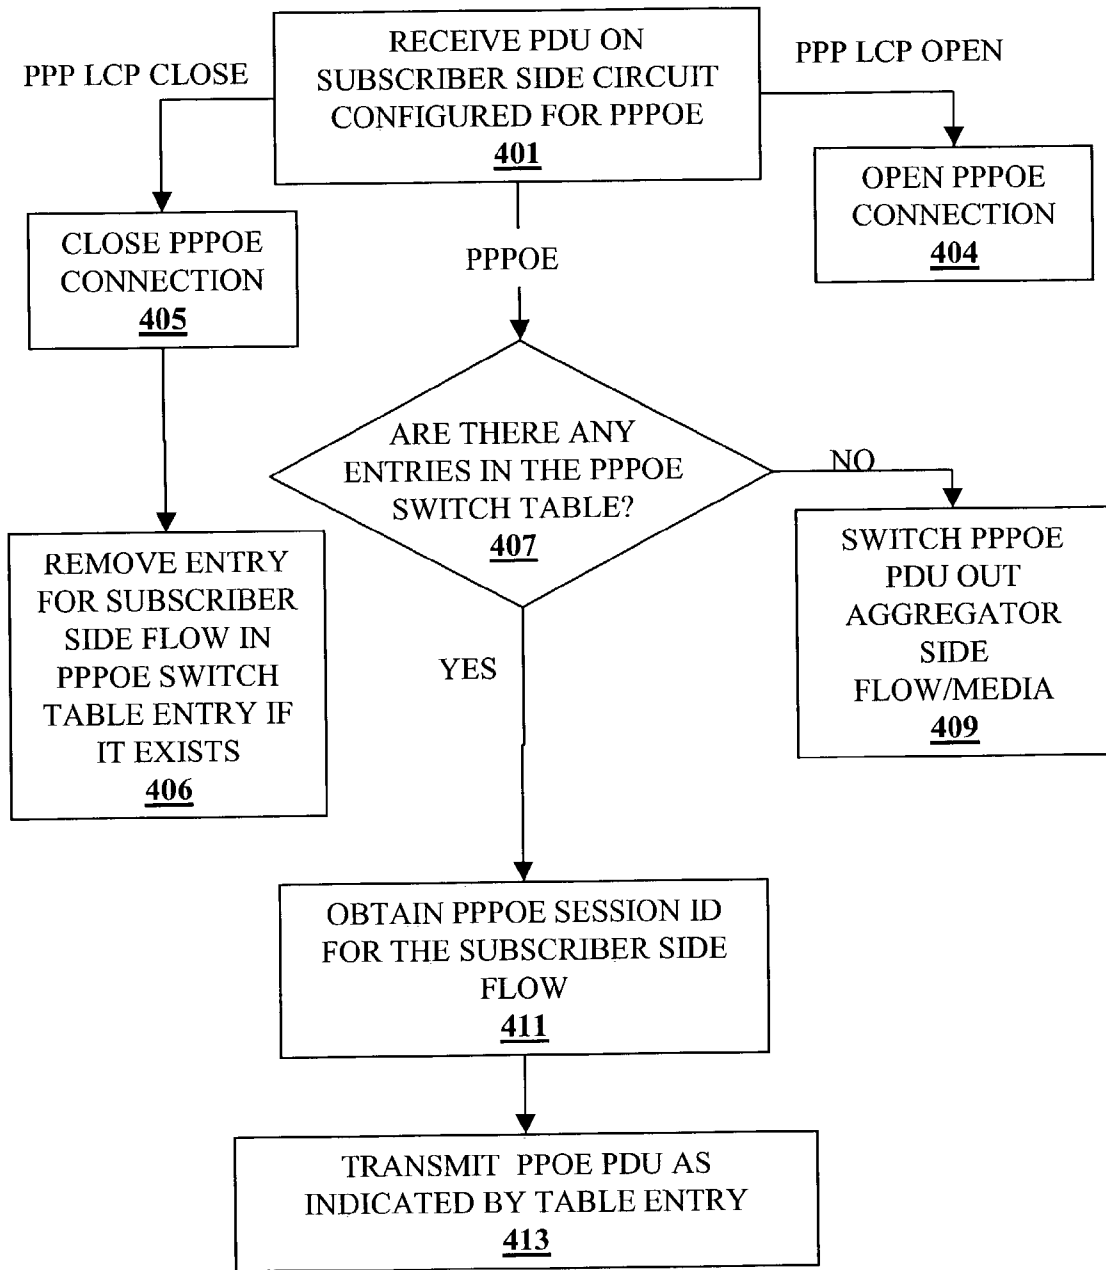 RECEIVE PDU ON
SUBSCRIBER SIDE CIRCUIT
CONFIGURED FOR PPPOE
401
PPP LCP CLOSE
PPP LCP OPEN
OPEN PPPOE
CONNECTION
404
CLOSE PPPOE
CONNECTION
405
PPPOE
ARE THERE ANY
ENTRIES IN THE PPPOE
SWITCH TABLE?
407
NO
SWITCH PPPOE
PDU OUT
AGGREGATOR
SIDE
FLOW/MEDIA
409
REMOVE ENTRY
FOR SUBSCRIBER
SIDE FLOW IN
PPPOE SWITCH
TABLE ENTRY IF
IT EXISTS
406
YES
OBTAIN PPPOE SESSION ID
FOR THE SUBSCRIBER SIDE
FLOW
411
TRANSMIT PPOE PDU AS
INDICATED BY TABLE ENTRY
413